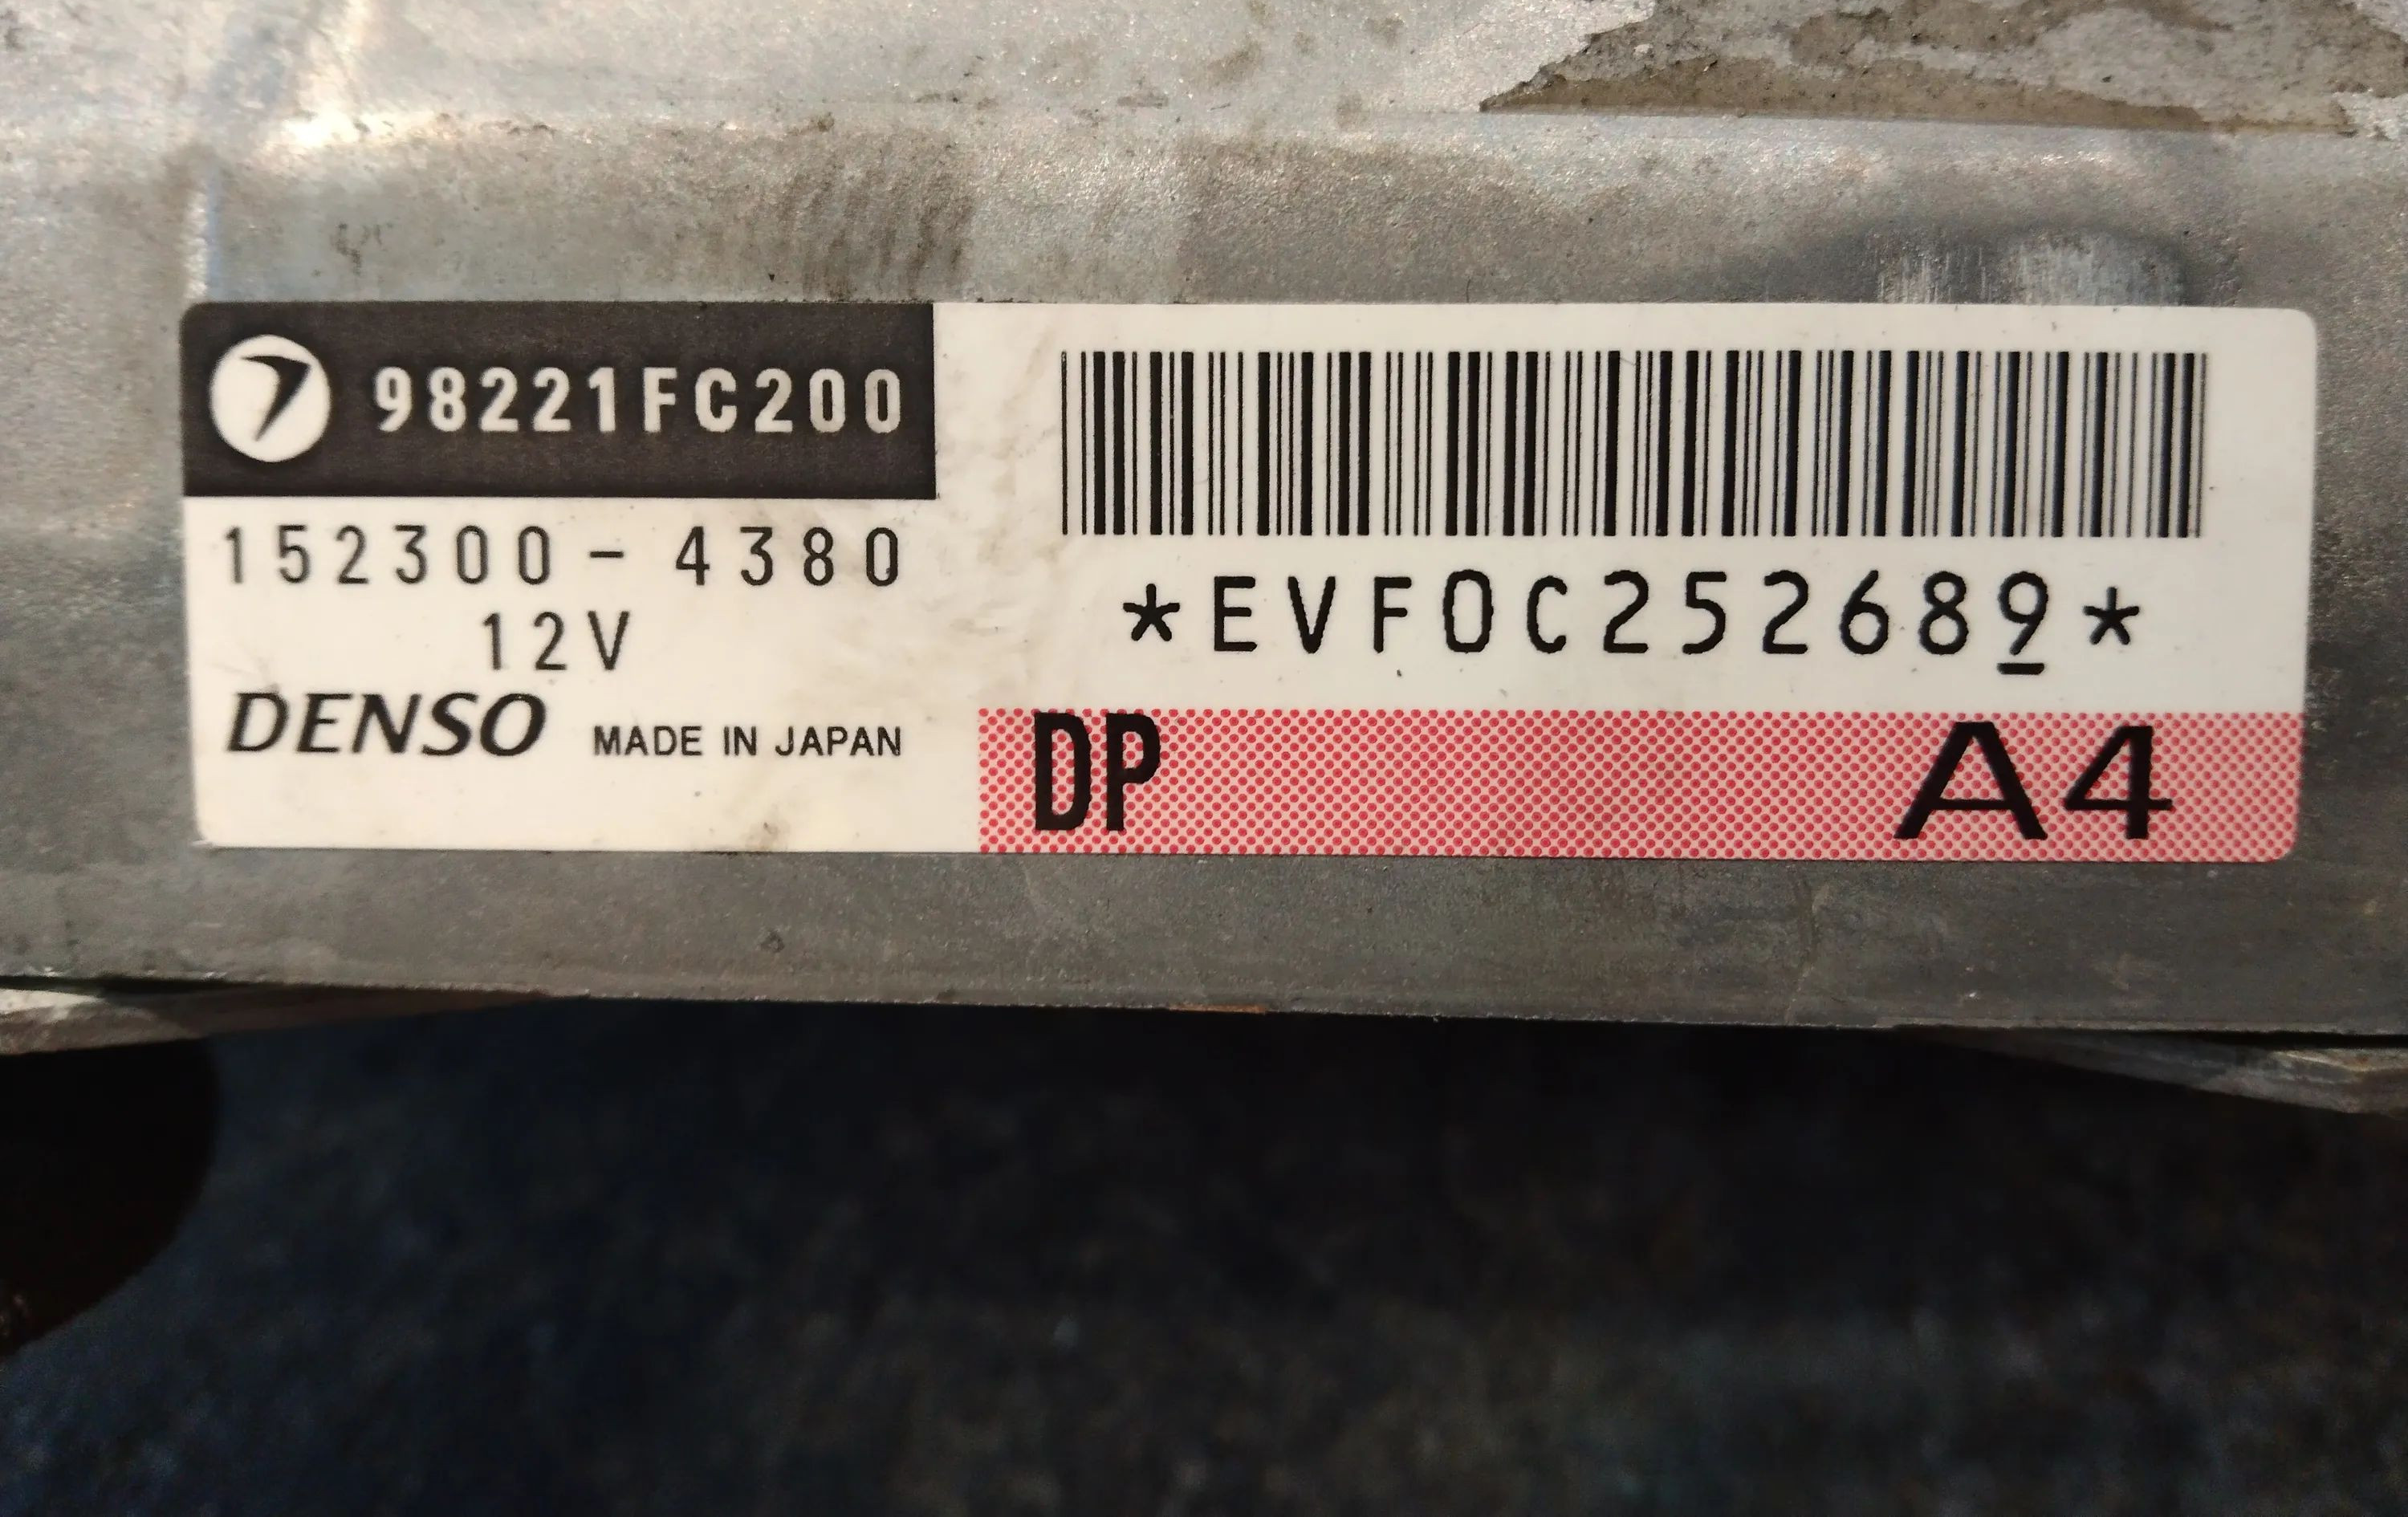 98221FC200
152300-4380
12V
DENSO MADE IN JAPAN
*EVF0C252689*
DP A4